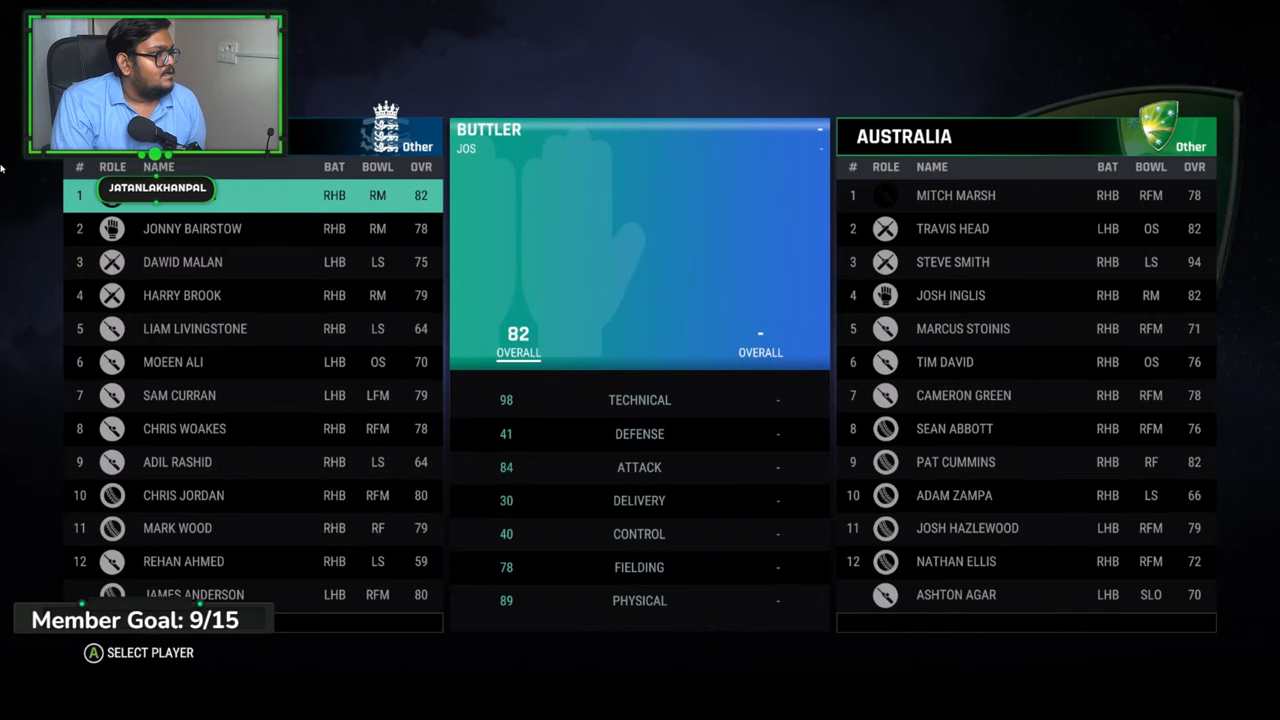 Other
# ROLE NAME BAT BOWL OVR
1 JATANLAKHANPAL RHB RM 82
2 JONNY BAIRSTOW RHB RM 78
3 DAWID MALAN LHB LS 75
4 HARRY BROOK RHB RM 79
5 LIAM LIVINGSTONE RHB LS 64
6 MOEEN ALI LHB OS 70
7 SAM CURRAN LHB LFM 79
8 CHRIS WOAKES RHB RFM 78
9 ADIL RASHID RHB LS 64
10 CHRIS JORDAN RHB RFM 80
11 MARK WOOD RHB RF 79
12 REHAN AHMED RHB LS 59
JAMES ANDERSON LHB RFM 80
Member Goal: 9/15
A SELECT PLAYER
BUTTLER -
JOS -
82 -
OVERALL OVERALL
98 TECHNICAL -
41 DEFENSE -
84 ATTACK -
30 DELIVERY -
40 CONTROL -
78 FIELDING -
89 PHYSICAL -
AUSTRALIA Other
# ROLE NAME BAT BOWL OVR
1 MITCH MARSH RHB RFM 78
2 TRAVIS HEAD LHB OS 82
3 STEVE SMITH RHB LS 94
4 JOSH INGLIS RHB RM 82
5 MARCUS STOINIS RHB RFM 71
6 TIM DAVID RHB OS 76
7 CAMERON GREEN RHB RFM 78
8 SEAN ABBOTT RHB RFM 76
9 PAT CUMMINS RHB RF 82
10 ADAM ZAMPA RHB LS 66
11 JOSH HAZLEWOOD LHB RFM 79
12 NATHAN ELLIS RHB RFM 72
ASHTON AGAR LHB SLO 70